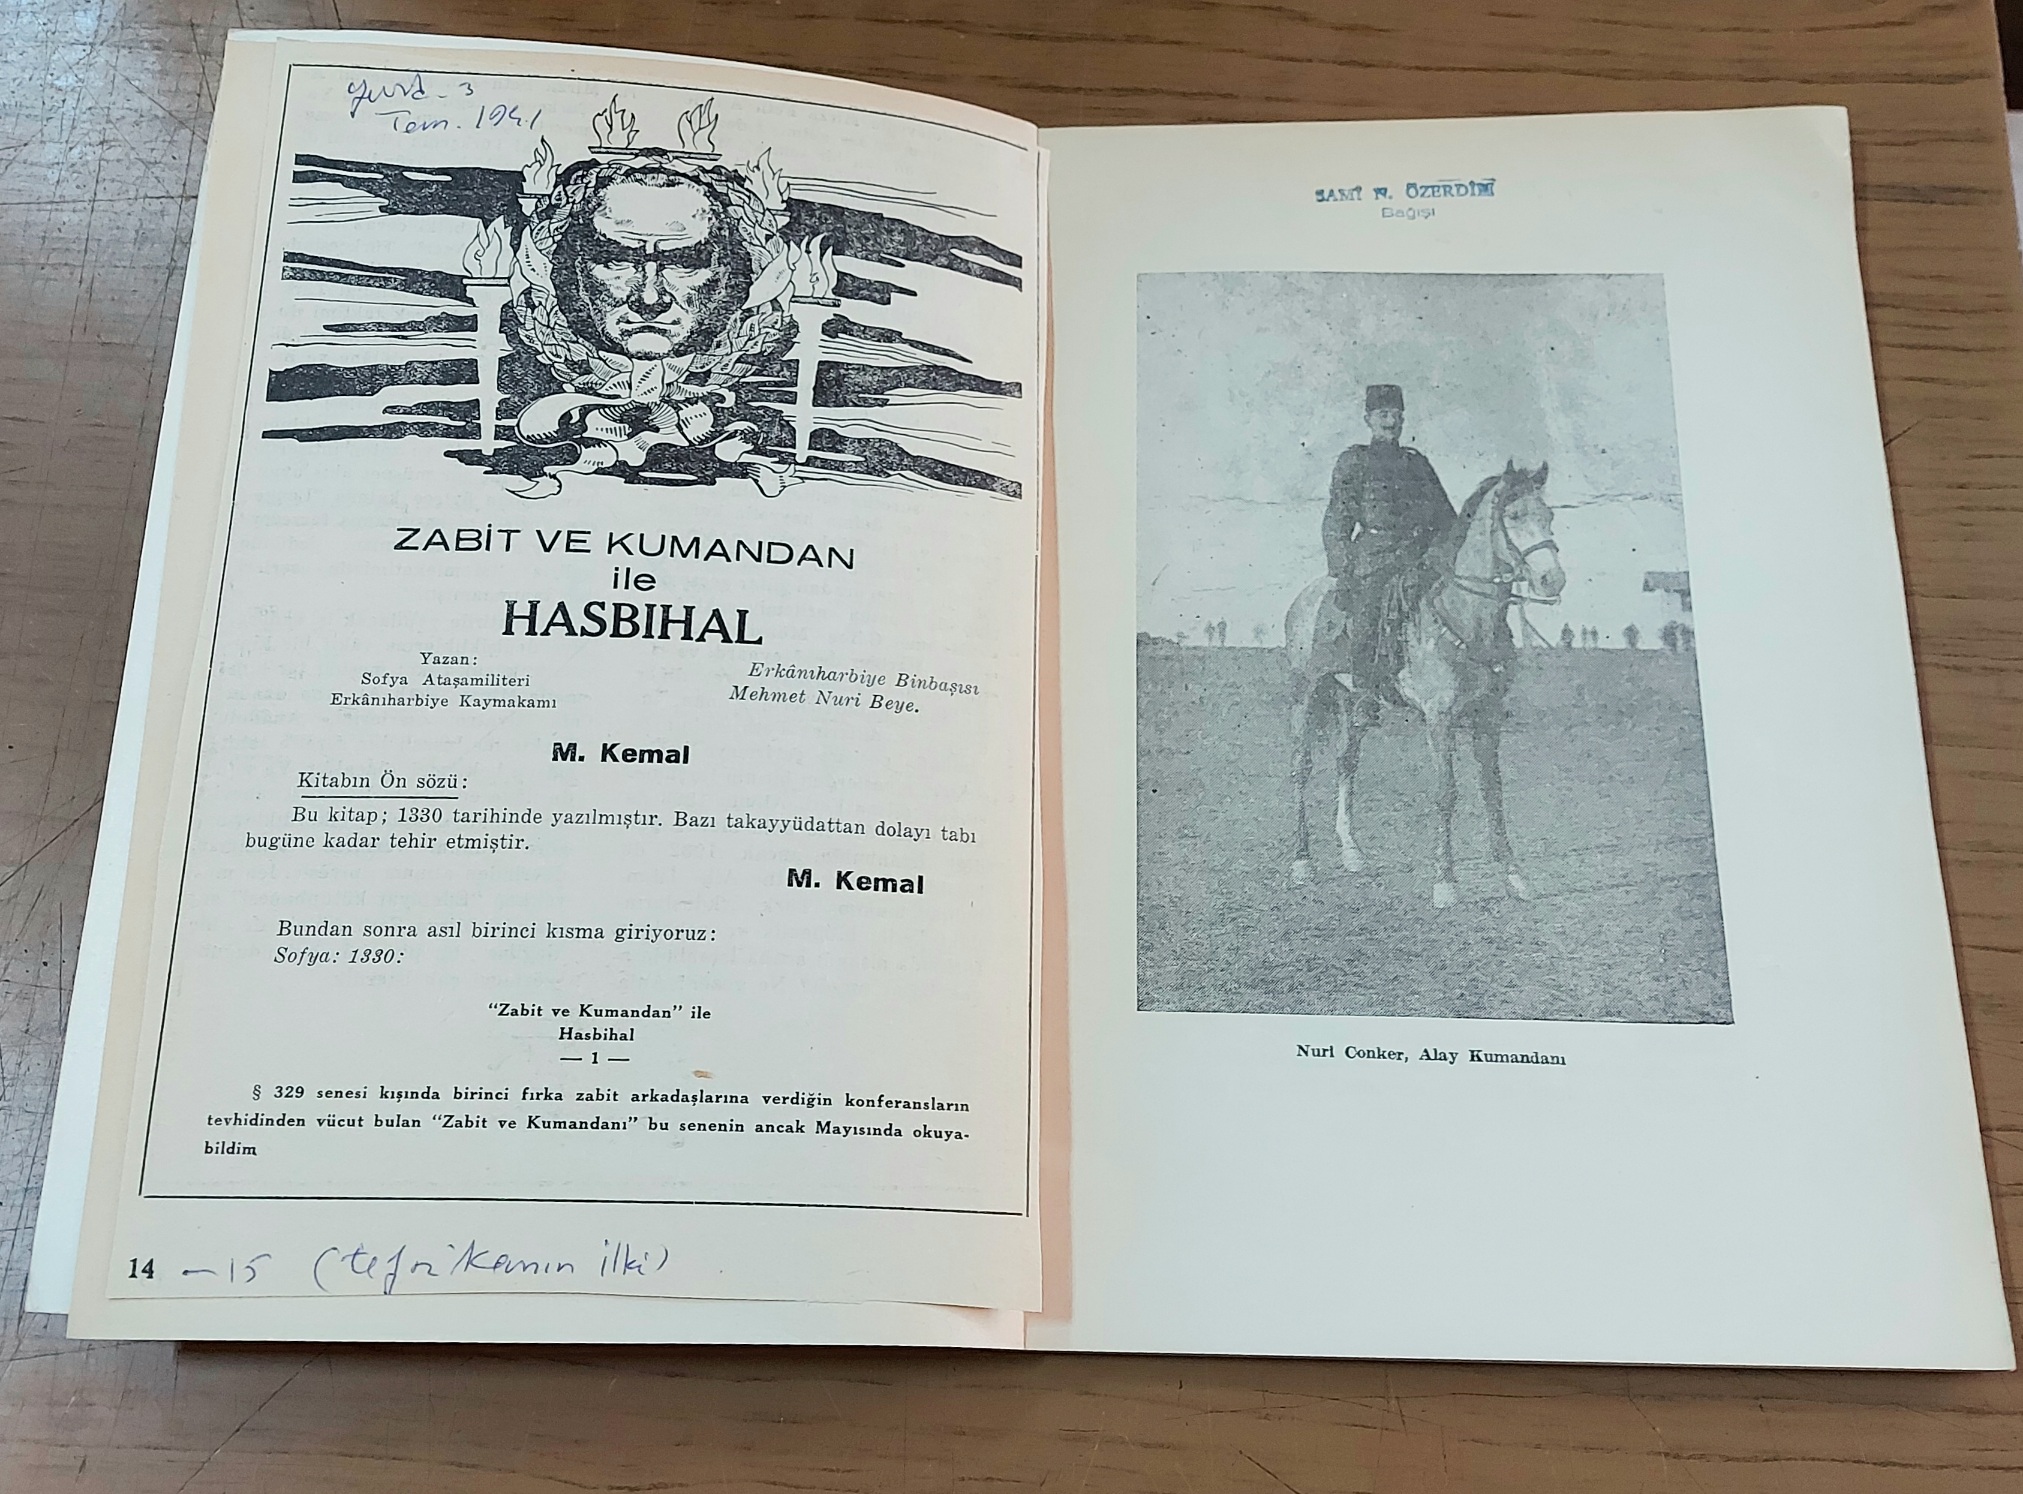 Tem. 1941
ZABİT VE KUMANDAN
ile
HASBIHAL
Yazan:
Sofya Ataşamiliteri
Erkânıharbiye Kaymakamı
Erkânıharbiye Binbaşısı
Mehmet Nuri Beye.
M. Kemal
Kitabın Ön sözü:
Bu kitap; 1330 tarihinde yazılmıştır. Bazı takayyüdattan dolayı tabı
bugüne kadar tehir etmiştir.
M. Kemal
Bundan sonra asıl birinci kısma giriyoruz:
Sofya: 1330:
"Zabit ve Kumandan" ile
Hasbihal
— 1 —
§ 329 senesi kışında birinci fırka zabit arkadaşlarına verdiğin konferansların
tevhidinden vücut bulan "Zabit ve Kumandanı" bu senenin ancak Mayısında okuya-
bildim
14 — 15 (tefrikanın ilki)
SAMİ N. ÖZERDİM
Bağışı
Nuri Conker, Alay Kumandanı